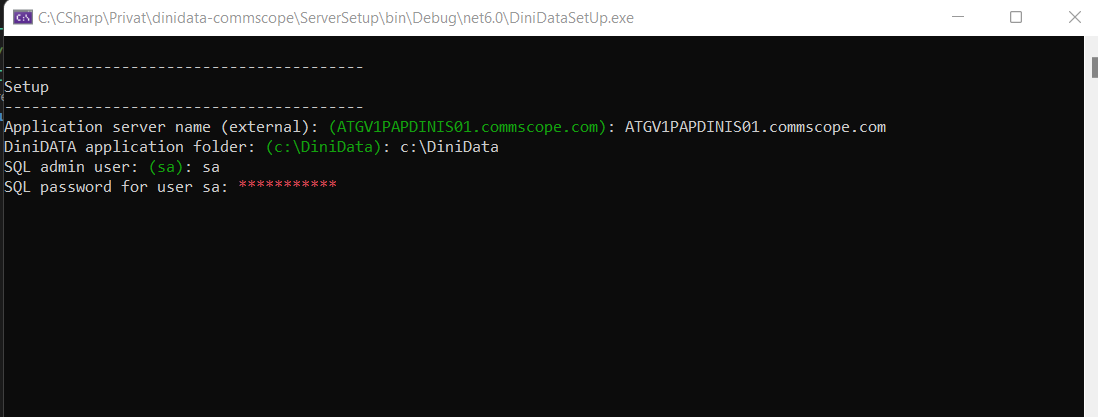 C:\CSharp\Privat\dinidata-commscope\ServerSetup\bin\Debug\net6.0\DiniDataSetUp.exe
----------------------------------------
Setup
----------------------------------------
Application server name (external): (ATGV1PAPDINIS01.commscope.com): ATGV1PAPDINIS01.commscope.com
DiniDATA application folder: (c:\DiniData): c:\DiniData
SQL admin user: (sa): sa
SQL password for user sa: ***********